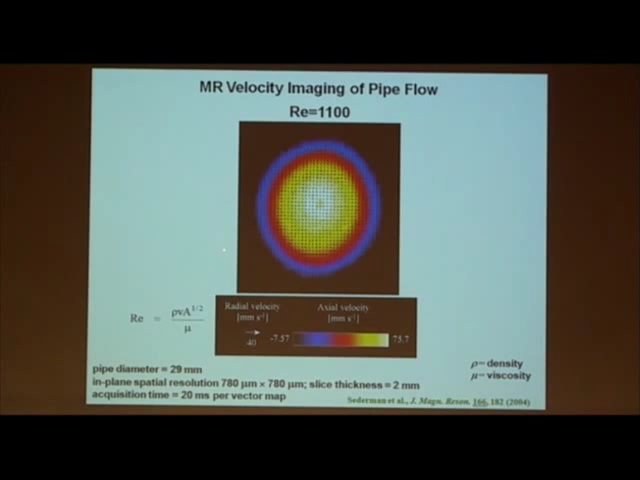 MR Velocity Imaging of Pipe Flow
Re=1100
Radial velocity
[mm s⁻¹]
40
Axial velocity
[mm s⁻¹]
-7.57
75.7
Re = ρvA^1/2 / μ
pipe diameter = 29 mm
in-plane spatial resolution 780 μm × 780 μm; slice thickness = 2 mm
acquisition time = 20 ms per vector map
ρ– density
μ– viscosity
Sederman et al., J. Magn. Reson. 166, 182 (2004)